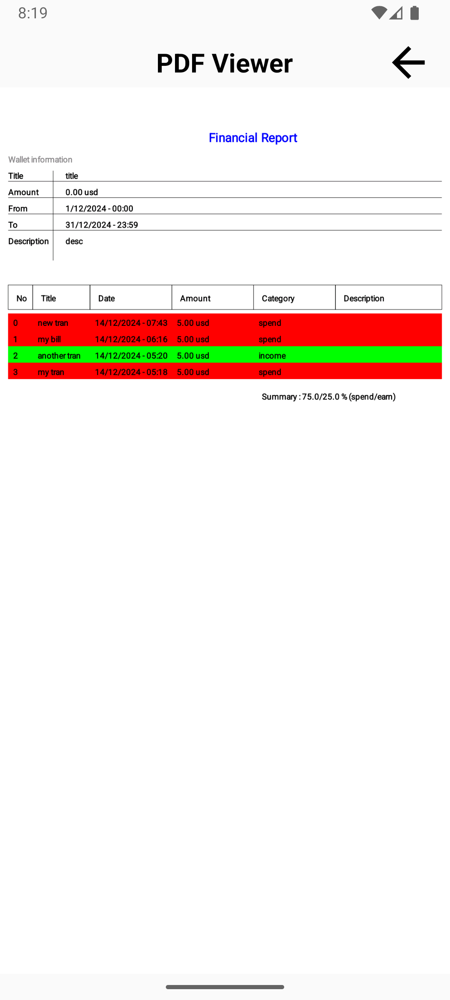 8:19
PDF Viewer
Financial Report
Wallet information
Title title
Amount 0.00 usd
From 1/12/2024 - 00:00
To 31/12/2024 - 23:59
Description desc
No Title Date Amount Category Description
0 new tran 14/12/2024 - 07:43 5.00 usd spend
1 my bill 14/12/2024 - 06:16 5.00 usd spend
2 another tran 14/12/2024 - 05:20 5.00 usd income
3 my tran 14/12/2024 - 05:18 5.00 usd spend
Summary : 75.0/25.0 % (spend/earn)